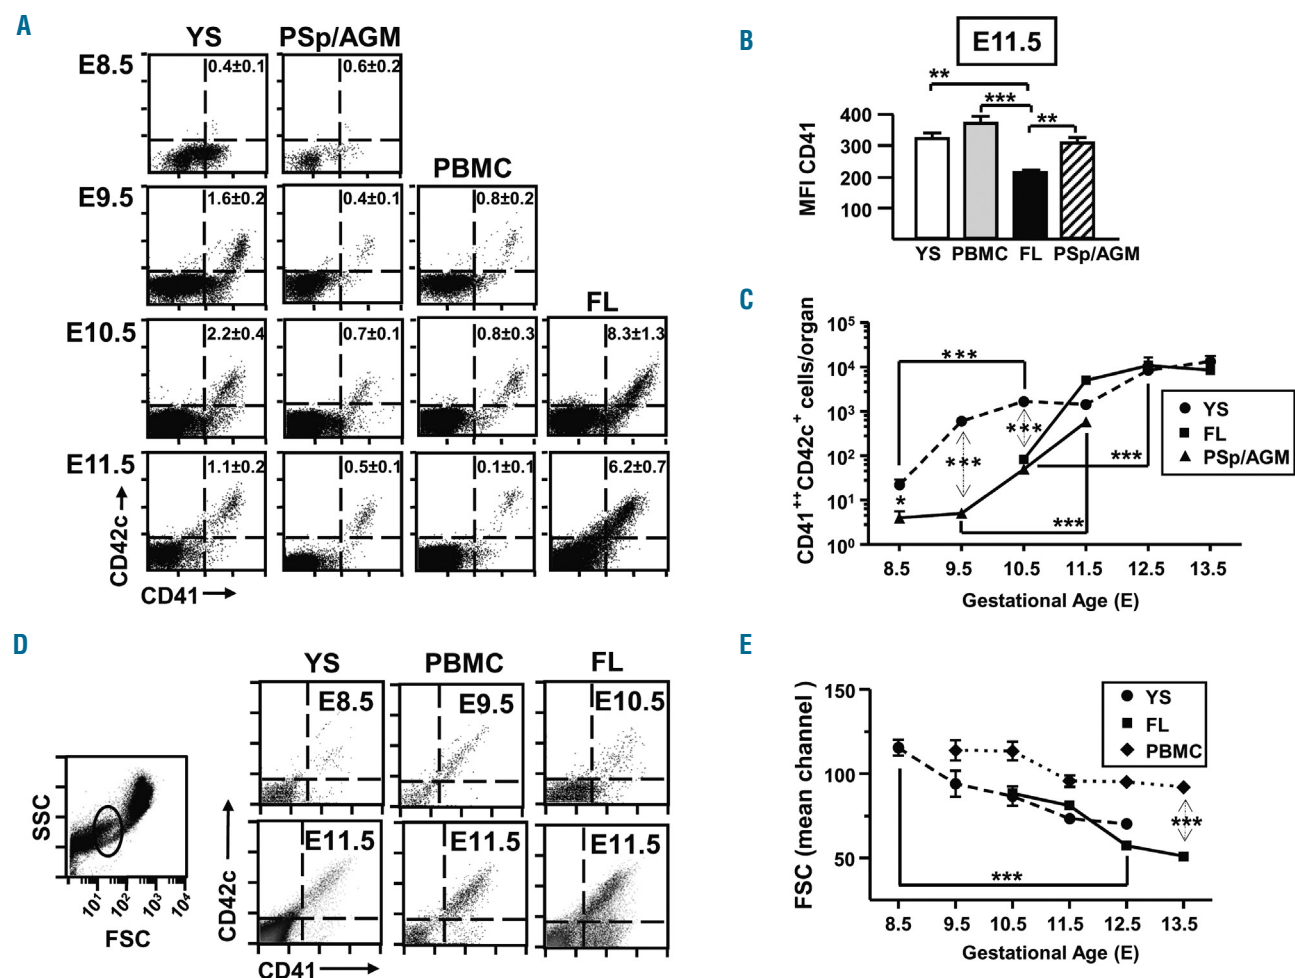 A
YS PSp/AGM
E8.5
0.4±0.1 0.6±0.2
PBMC
E9.5
1.6±0.2 0.4±0.1 0.8±0.2
FL
E10.5
2.2±0.4 0.7±0.1 0.8±0.3 8.3±1.3
E11.5
1.1±0.2 0.5±0.1 0.1±0.1 6.2±0.7
CD42c
CD41
B
E11.5
** *** **
MFI CD41
400
300
200
100
YS PBMC FL PSp/AGM
C
CD41++CD42c+ cells/organ
10⁵
10⁴
10³
10²
10¹
10⁰
***
***
***
***
***
*
YS
FL
PSp/AGM
8.5 9.5 10.5 11.5 12.5 13.5
Gestational Age (E)
D
SSC
10¹ 10² 10³ 10⁴
FSC
YS PBMC FL
E8.5 E9.5 E10.5
E11.5 E11.5 E11.5
CD42c
CD41
E
FSC (mean channel )
150
100
50
YS
FL
PBMC
***
***
8.5 9.5 10.5 11.5 12.5 13.5
Gestational Age (E)